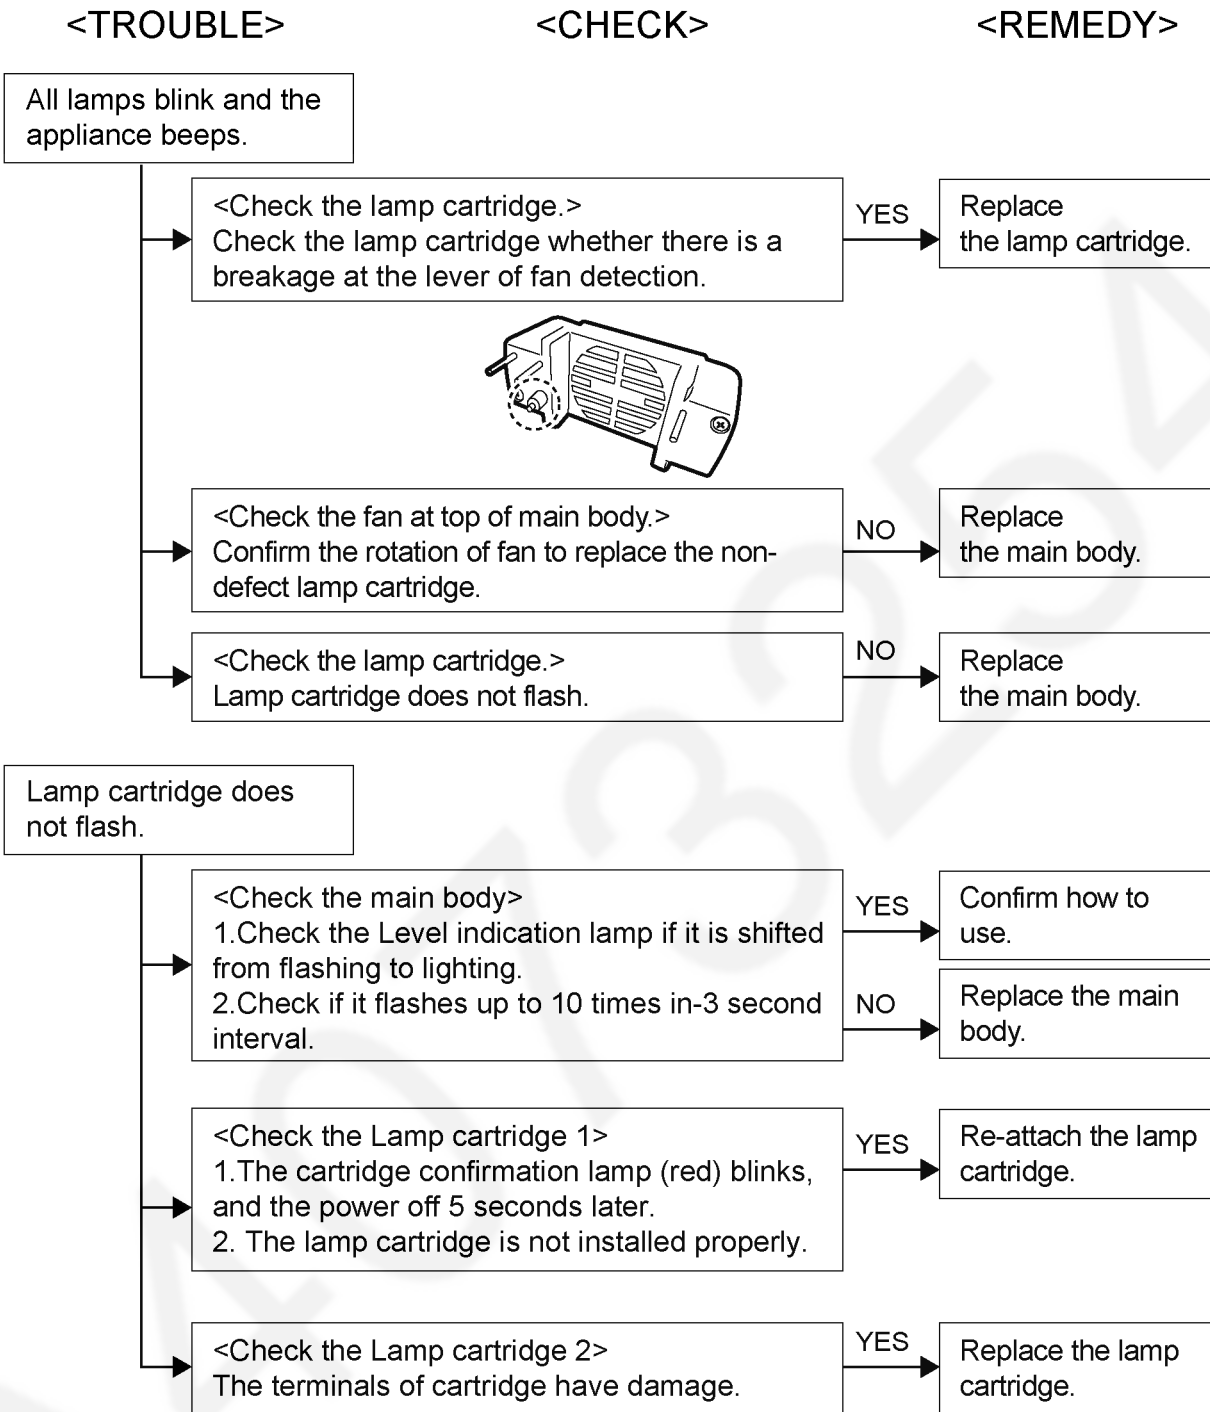 <TROUBLE> <CHECK> <REMEDY>
All lamps blink and the
appliance beeps.
<Check the lamp cartridge.>
Check the lamp cartridge whether there is a
breakage at the lever of fan detection.
YES
Replace
the lamp cartridge.
<Check the fan at top of main body.>
Confirm the rotation of fan to replace the non-
defect lamp cartridge.
NO
Replace
the main body.
<Check the lamp cartridge.>
Lamp cartridge does not flash.
NO
Replace
the main body.
Lamp cartridge does
not flash.
<Check the main body>
1.Check the Level indication lamp if it is shifted
from flashing to lighting.
2.Check if it flashes up to 10 times in-3 second
interval.
YES
Confirm how to
use.
NO
Replace the main
body.
<Check the Lamp cartridge 1>
1.The cartridge confirmation lamp (red) blinks,
and the power off 5 seconds later.
2. The lamp cartridge is not installed properly.
YES
Re-attach the lamp
cartridge.
<Check the Lamp cartridge 2>
The terminals of cartridge have damage.
YES
Replace the lamp
cartridge.